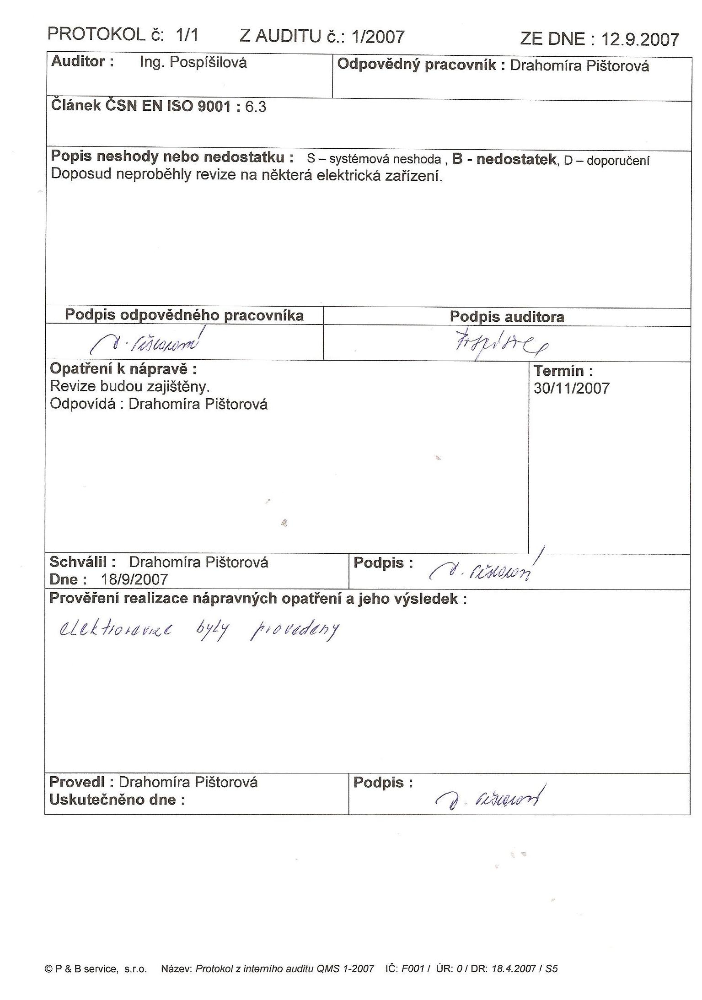 PROTOKOL č: 1/1 Z AUDITU č.: 1/2007 ZE DNE : 12.9.2007
Auditor : Ing. Pospíšilová
Odpovědný pracovník : Drahomíra Pištorová
Článek ČSN EN ISO 9001 : 6.3
Popis neshody nebo nedostatku : S – systémová neshoda , B - nedostatek, D – doporučení
Doposud neproběhly revize na některá elektrická zařízení.
Podpis odpovědného pracovníka
Podpis auditora
D. Pištorová
Opatření k nápravě :
Revize budou zajištěny.
Odpovídá : Drahomíra Pištorová
Termín :
30/11/2007
Schválil : Drahomíra Pištorová
Dne : 18/9/2007
Podpis : D. Pištorová
Prověření realizace nápravných opatření a jeho výsledek :
elektrorevize byly provedeny
Provedl : Drahomíra Pištorová
Uskutečněno dne :
Podpis :
D. Pištorová
© P & B service, s.r.o. Název: Protokol z interního auditu QMS 1-2007 IČ: F001 / ÚR: 0 / DR: 18.4.2007 / S5